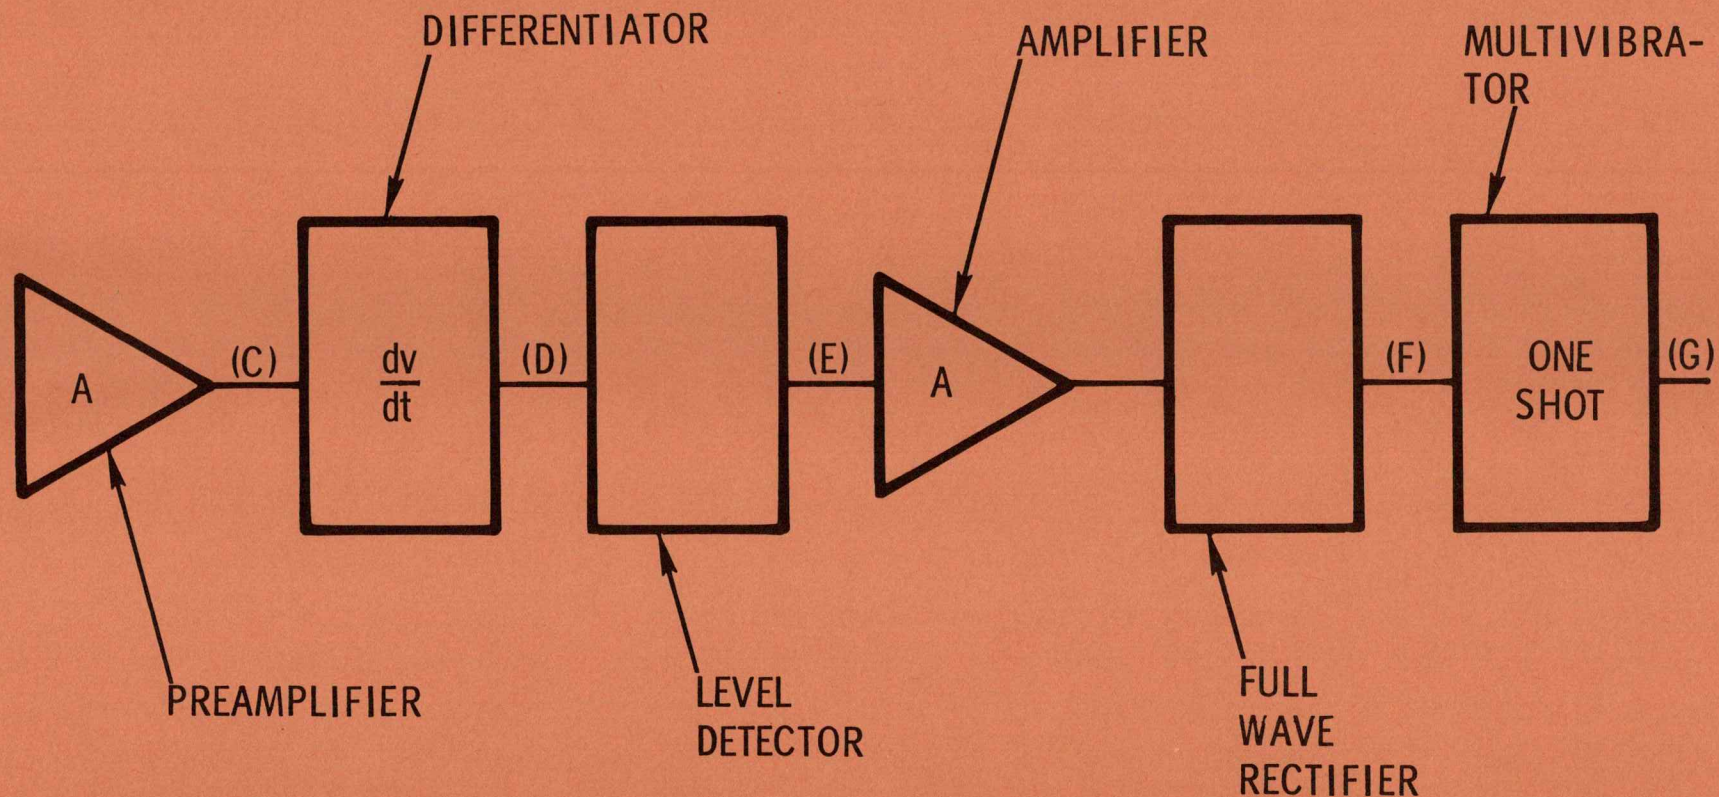 DIFFERENTIATOR
AMPLIFIER
MULTIVIBRA-
TOR
A
(C)
dv
dt
(D)
(E)
A
(F)
ONE
SHOT
(G)
PREAMPLIFIER
LEVEL
DETECTOR
FULL
WAVE
RECTIFIER